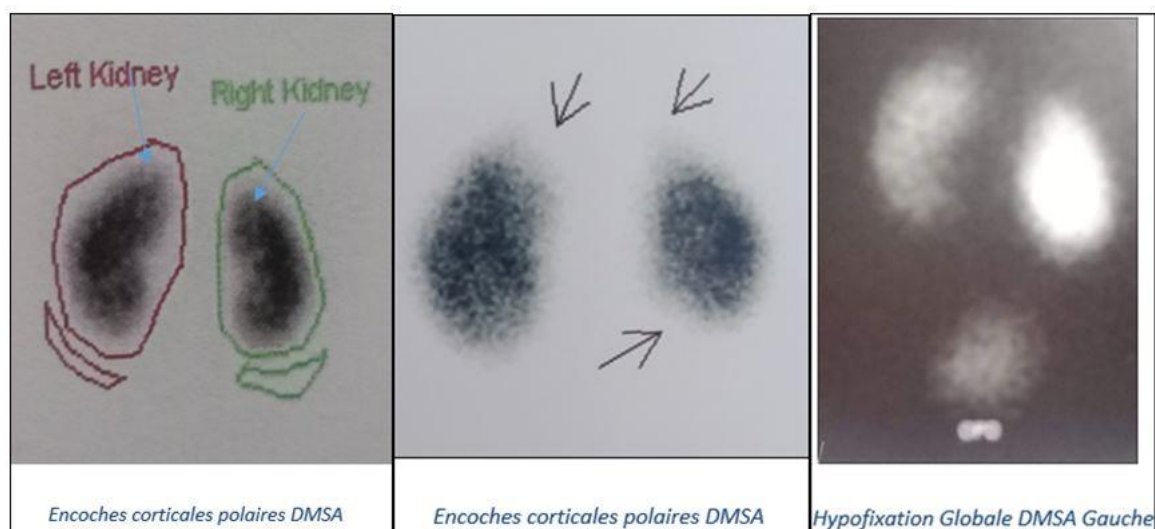 Left Kidney
Right Kidney
Encoches corticales polaires DMSA
Encoches corticales polaires DMSA
Hypofixation Globale DMSA Gauche